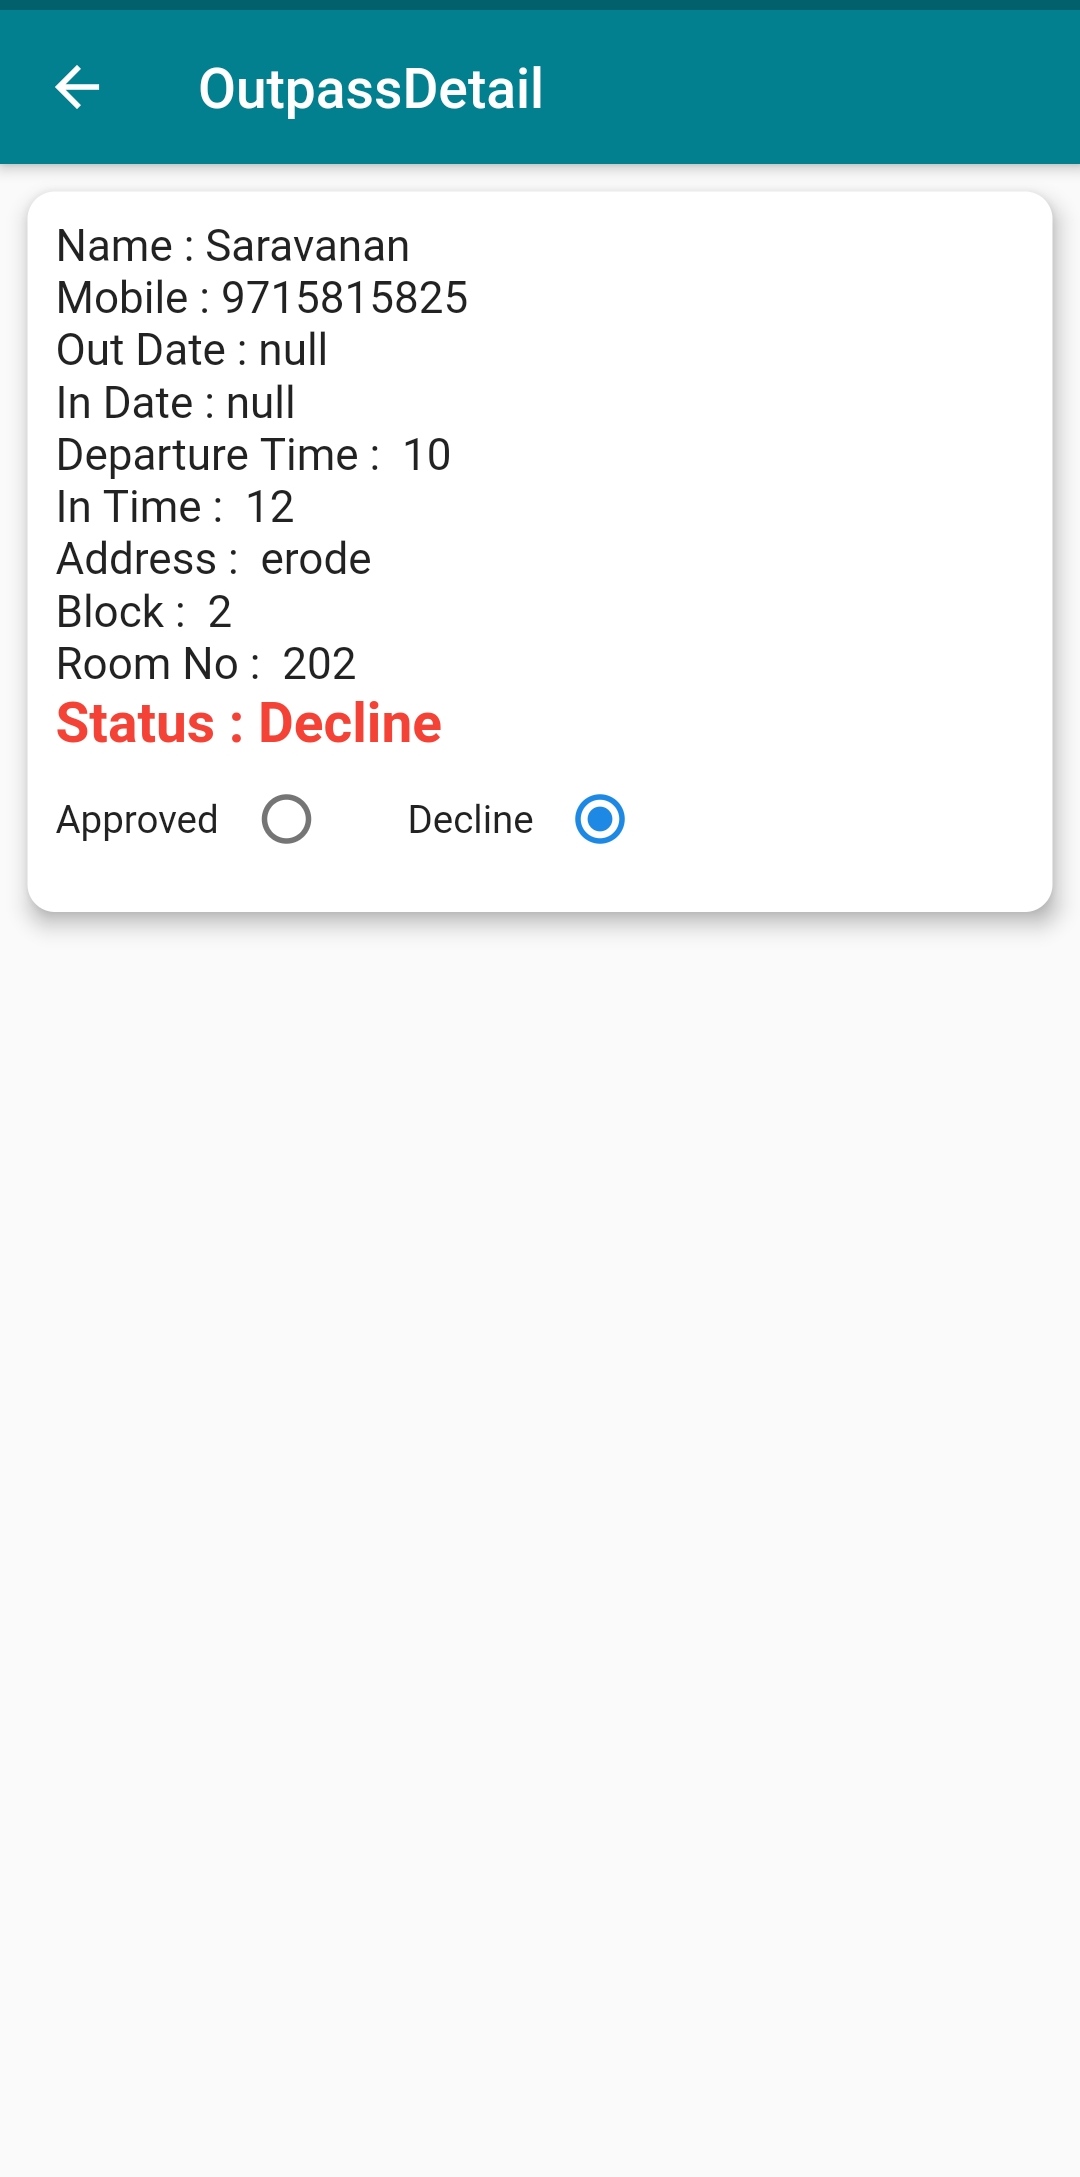 OutpassDetail
Name : Saravanan
Mobile : 9715815825
Out Date : null
In Date : null
Departure Time :  10
In Time :  12
Address :  erode
Block :  2
Room No :  202
Status : Decline
Approved Decline